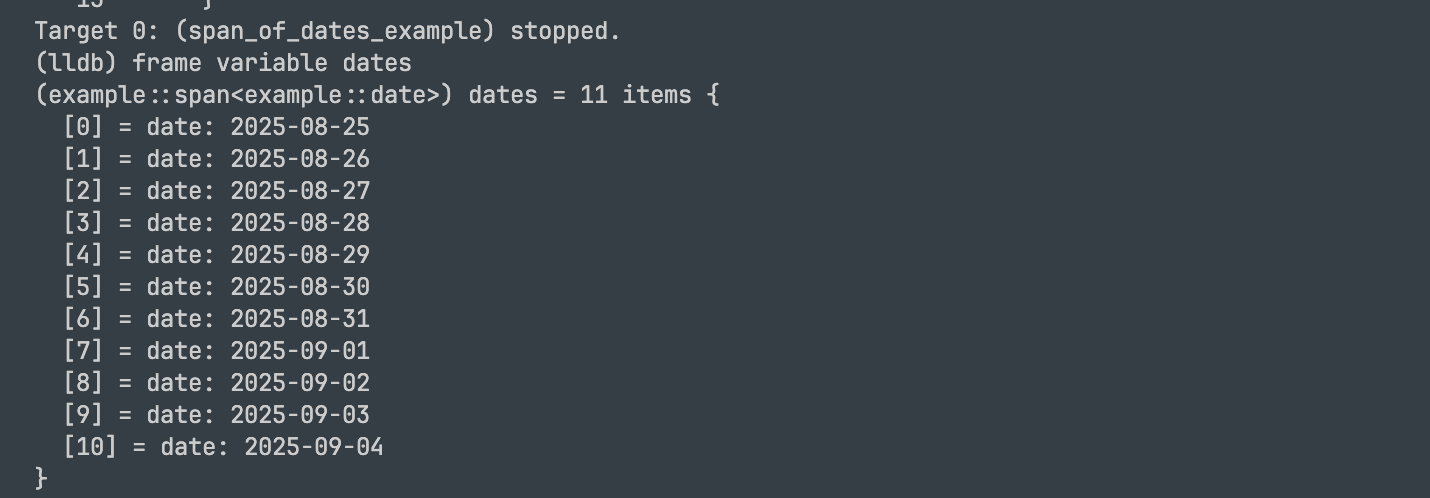 Target 0: (span_of_dates_example) stopped.
(lldb) frame variable dates
(example::span<example::date>) dates = 11 items {
  [0] = date: 2025-08-25
  [1] = date: 2025-08-26
  [2] = date: 2025-08-27
  [3] = date: 2025-08-28
  [4] = date: 2025-08-29
  [5] = date: 2025-08-30
  [6] = date: 2025-08-31
  [7] = date: 2025-09-01
  [8] = date: 2025-09-02
  [9] = date: 2025-09-03
  [10] = date: 2025-09-04
}